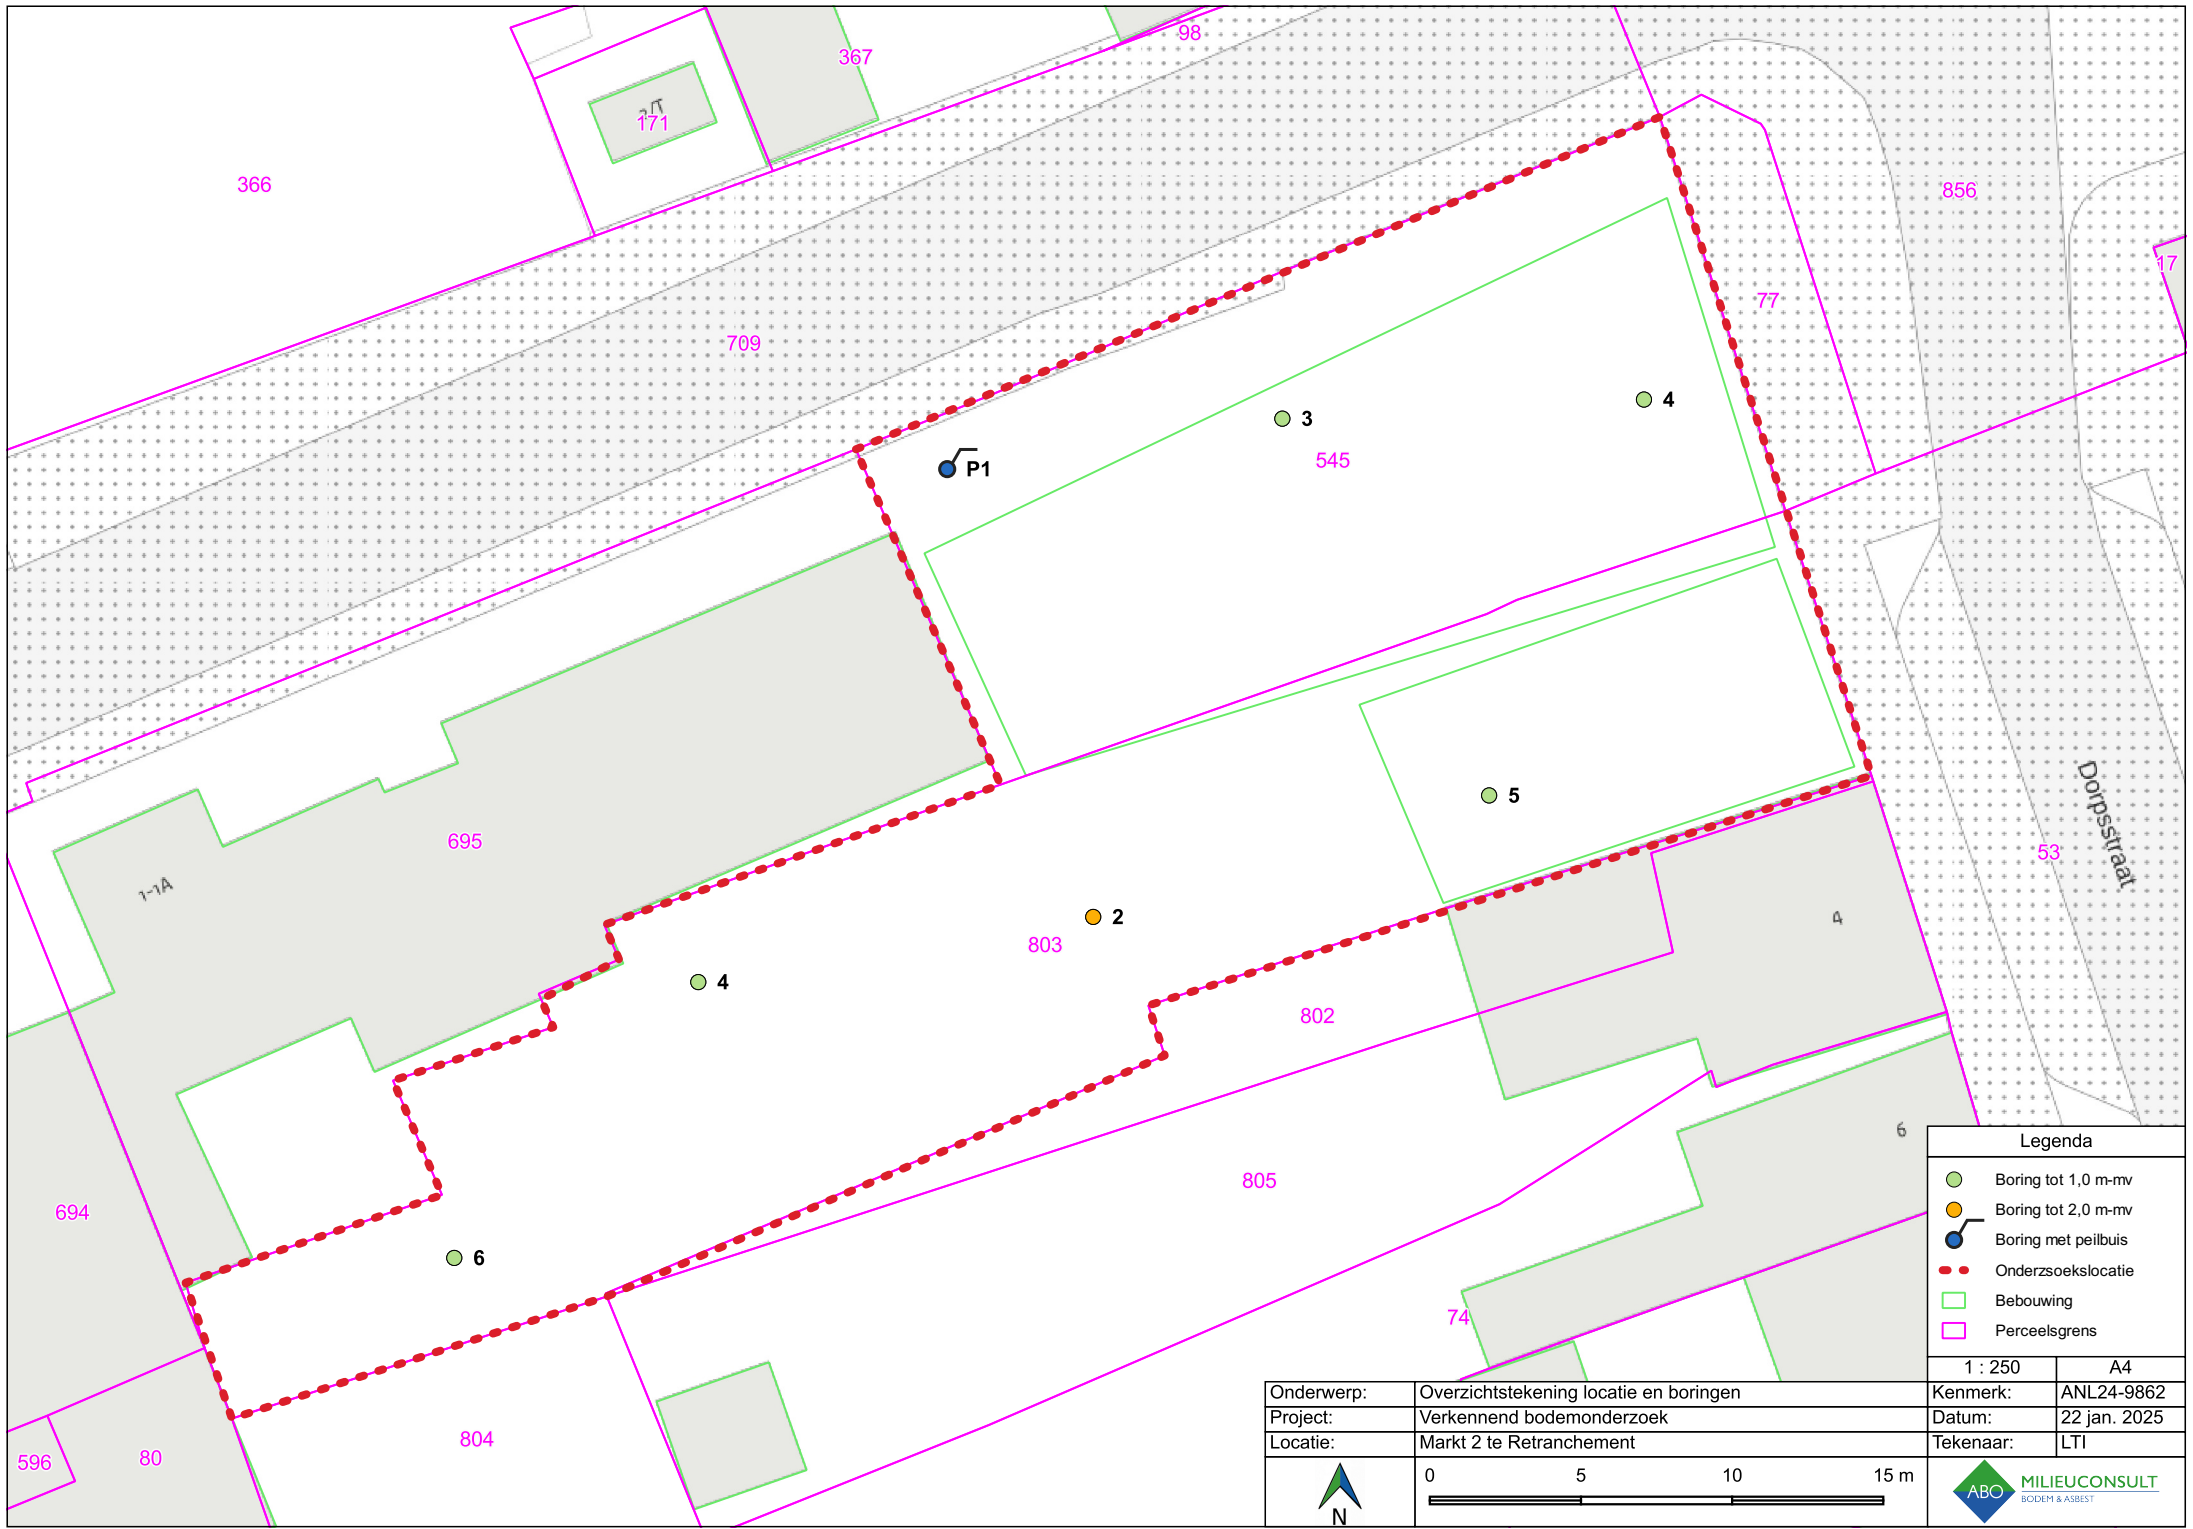 98
367
171
366
856
17
77
709
4
3
545
P1
5
Dorpsstraat
53
695
1-1A
4
2
803
4
802
6
805
694
6
74
804
596
80
Legenda
Boring tot 1,0 m-mv
Boring tot 2,0 m-mv
Boring met peilbuis
Onderzsoekslocatie
Bebouwing
Perceelsgrens
1 : 250 A4
Onderwerp: Overzichtstekening locatie en boringen Kenmerk: ANL24-9862
Project: Verkennend bodemonderzoek Datum: 22 jan. 2025
Locatie: Markt 2 te Retranchement Tekenaar: LTI
N
0 5 10 15 m
ABO MILIEUCONSULT
BODEM & ASBEST